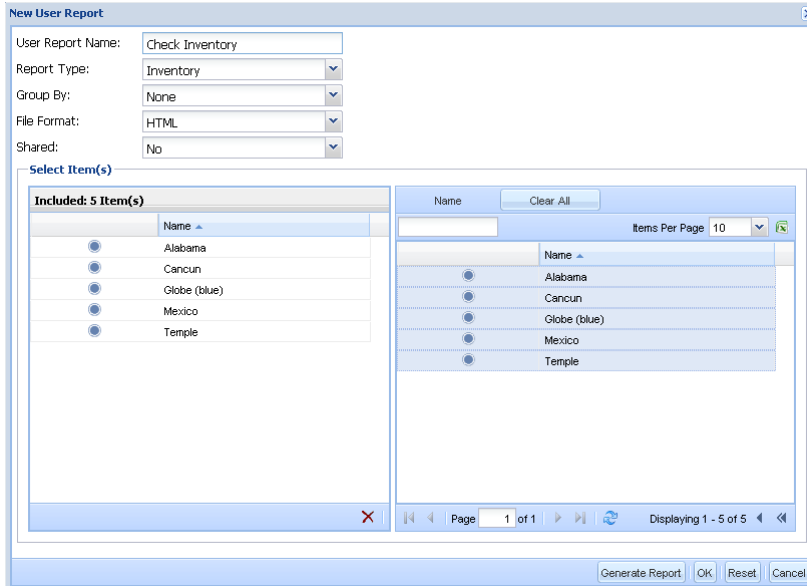 New User Report
User Report Name: Check Inventory
Report Type: Inventory
Group By: None
File Format: HTML
Shared: No
Select Item(s)
Included: 5 Item(s)
Name
Alabama
Cancun
Globe (blue)
Mexico
Temple
Name Clear All
Items Per Page 10
Name
Alabama
Cancun
Globe (blue)
Mexico
Temple
Page 1 of 1 Displaying 1 - 5 of 5
Generate Report OK Reset Cancel